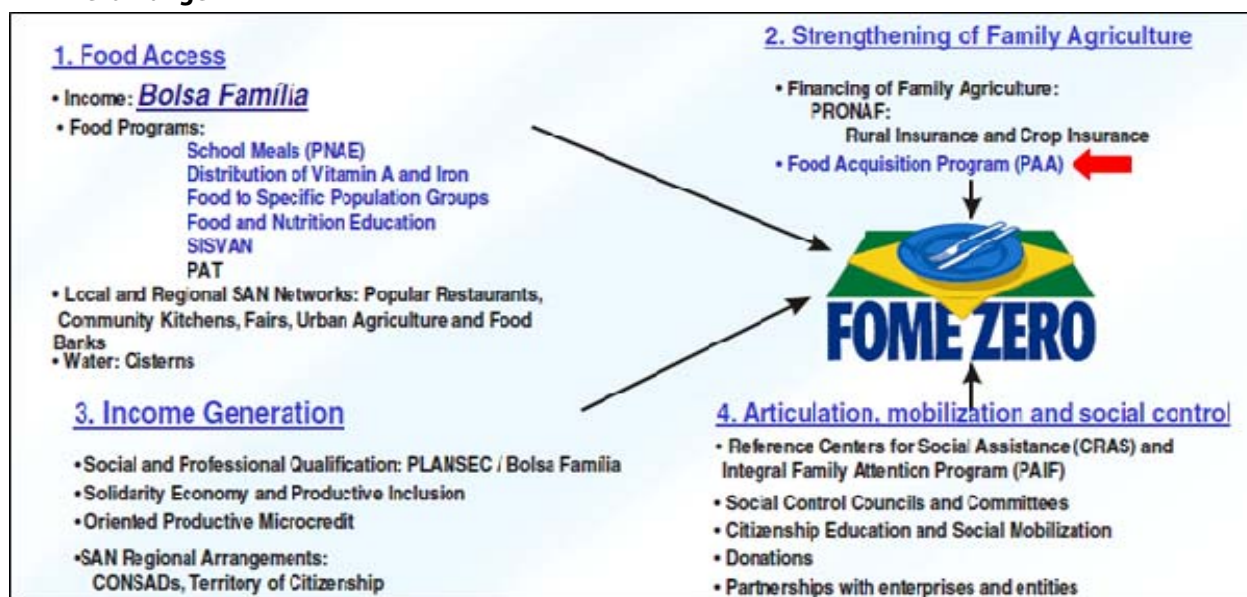 1. Food Access
• Income: Bolsa Família
• Food Programs:
School Meals (PNAE)
Distribution of Vitamin A and Iron
Food to Specific Population Groups
Food and Nutrition Education
SISVAN
PAT
• Local and Regional SAN Networks: Popular Restaurants,
Community Kitchens, Fairs, Urban Agriculture and Food
Banks
• Water: Cisterns
2. Strengthening of Family Agriculture
• Financing of Family Agriculture:
PRONAF:
Rural Insurance and Crop Insurance
• Food Acquisition Program (PAA)
FOME ZERO
3. Income Generation
• Social and Professional Qualification: PLANSEC / Bolsa Família
• Solidarity Economy and Productive Inclusion
• Oriented Productive Microcredit
• SAN Regional Arrangements:
CONSADs, Territory of Citizenship
4. Articulation, mobilization and social control
• Reference Centers for Social Assistance (CRAS) and
Integral Family Attention Program (PAIF)
• Social Control Councils and Committees
• Citizenship Education and Social Mobilization
• Donations
• Partnerships with enterprises and entities